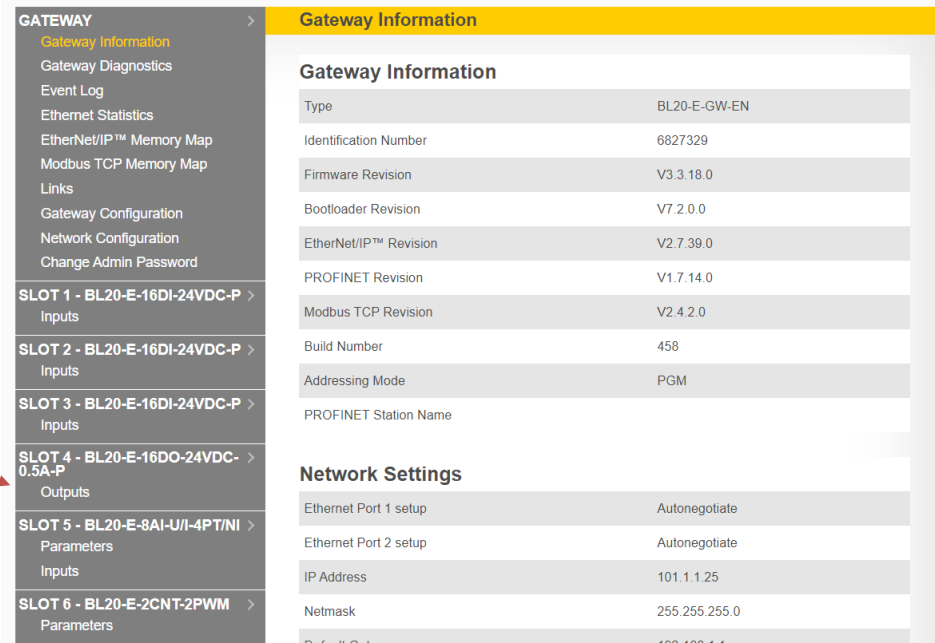 GATEWAY
Gateway Information
Gateway Diagnostics
Event Log
Ethernet Statistics
EtherNet/IP™ Memory Map
Modbus TCP Memory Map
Links
Gateway Configuration
Network Configuration
Change Admin Password
SLOT 1 - BL20-E-16DI-24VDC-P
Inputs
SLOT 2 - BL20-E-16DI-24VDC-P
Inputs
SLOT 3 - BL20-E-16DI-24VDC-P
Inputs
SLOT 4 - BL20-E-16DO-24VDC-
0.5A-P
Outputs
SLOT 5 - BL20-E-8AI-U/I-4PT/NI
Parameters
Inputs
SLOT 6 - BL20-E-2CNT-2PWM
Parameters
Gateway Information
Gateway Information
Type BL20-E-GW-EN
Identification Number 6827329
Firmware Revision V3.3.18.0
Bootloader Revision V7.2.0.0
EtherNet/IP™ Revision V2.7.39.0
PROFINET Revision V1.7.14.0
Modbus TCP Revision V2.4.2.0
Build Number 458
Addressing Mode PGM
PROFINET Station Name
Network Settings
Ethernet Port 1 setup Autonegotiate
Ethernet Port 2 setup Autonegotiate
IP Address 101.1.1.25
Netmask 255.255.255.0